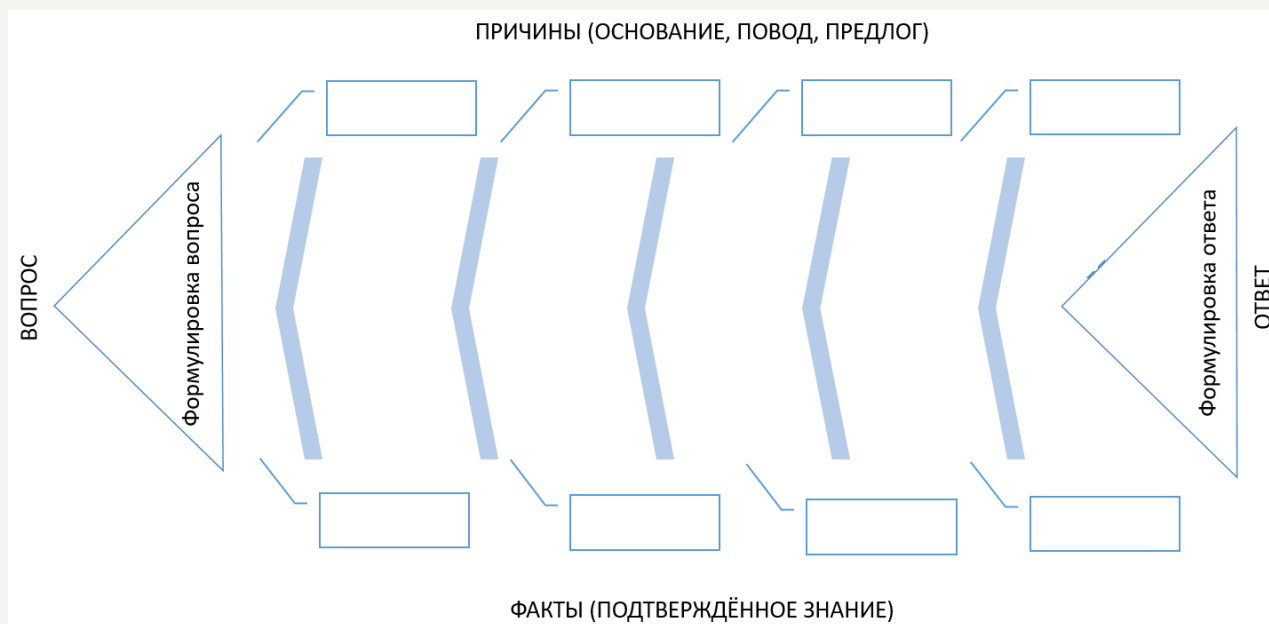 ПРИЧИНЫ (ОСНОВАНИЕ, ПОВОД, ПРЕДЛОГ)
ВОПРОС
Формулировка вопроса
Формулировка ответа
ОТВЕТ
ФАКТЫ (ПОДТВЕРЖДЁННОЕ ЗНАНИЕ)